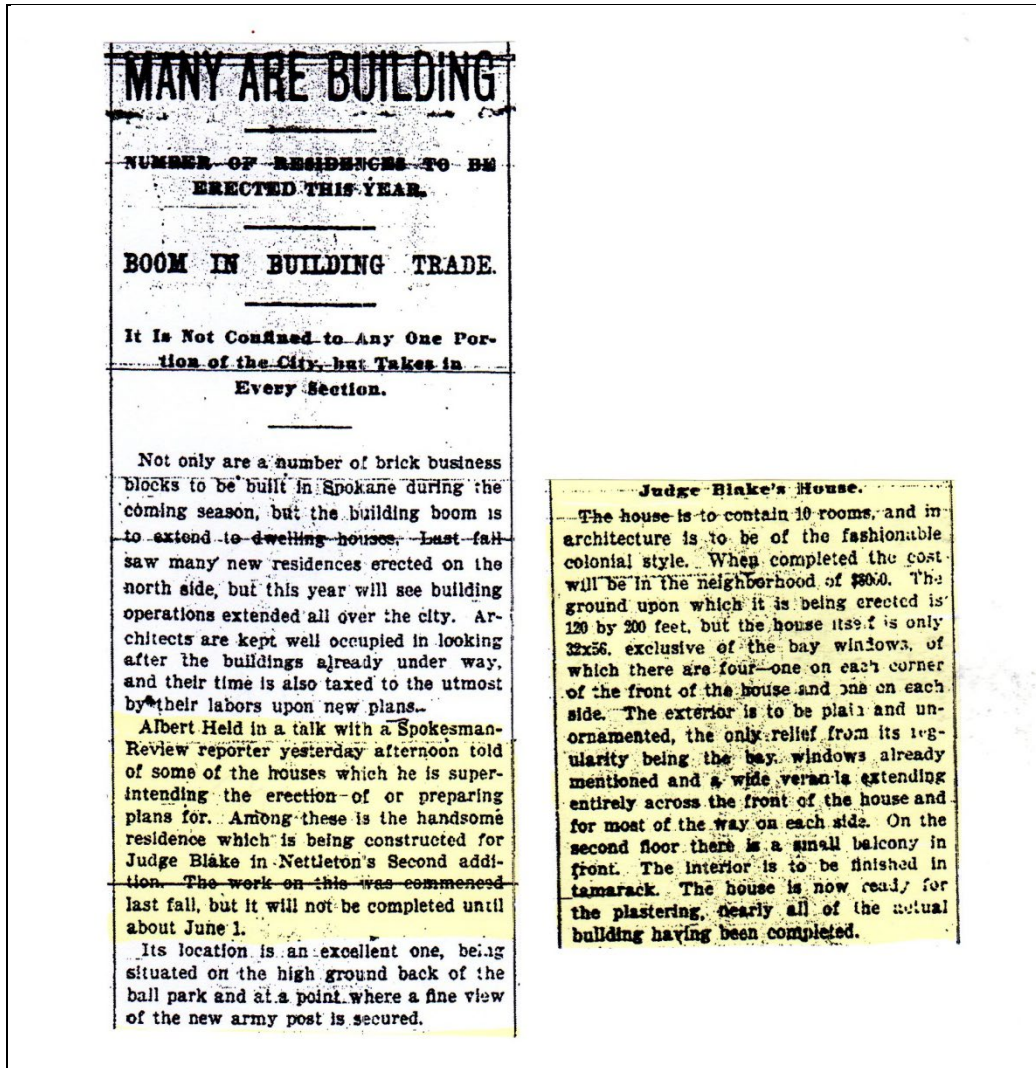 MANY ARE BUILDING
NUMBER OF RESIDENCES TO BE
ERECTED THIS YEAR.
BOOM IN BUILDING TRADE.
It Is Not Confined to Any One Por-
tion of the City, but Takes in
Every Section.
Not only are a number of brick business
blocks to be built in Spokane during the
coming season, but the building boom is
to extend to dwelling houses. Last fall
saw many new residences erected on the
north side, but this year will see building
operations extended all over the city. Ar-
chitects are kept well occupied in looking
after the buildings already under way,
and their time is also taxed to the utmost
by their labors upon new plans.
Albert Held in a talk with a Spokesman-
Review reporter yesterday afternoon told
of some of the houses which he is super-
intending the erection of or preparing
plans for. Among these is the handsome
residence which is being constructed for
Judge Blake in Nettleton's Second addi-
tion. The work on this was commenced
last fall, but it will not be completed until
about June 1.
Its location is an excellent one, being
situated on the high ground back of the
ball park and at a point where a fine view
of the new army post is secured.
Judge Blake's House.
The house is to contain 10 rooms, and in
architecture is to be of the fashionable
colonial style. When completed the cost
will be in the neighborhood of $8000. The
ground upon which it is being erected is
120 by 200 feet, but the house itself is only
32x56, exclusive of the bay windows, of
which there are four—one on each corner
of the front of the house and one on each
side. The exterior is to be plain and un-
ornamented, the only relief from its reg-
ularity being the bay windows already
mentioned and a wide veranda extending
entirely across the front of the house and
for most of the way on each side. On the
second floor there is a small balcony in
front. The interior is to be finished in
tamarack. The house is now ready for
the plastering, nearly all of the actual
building having been completed.